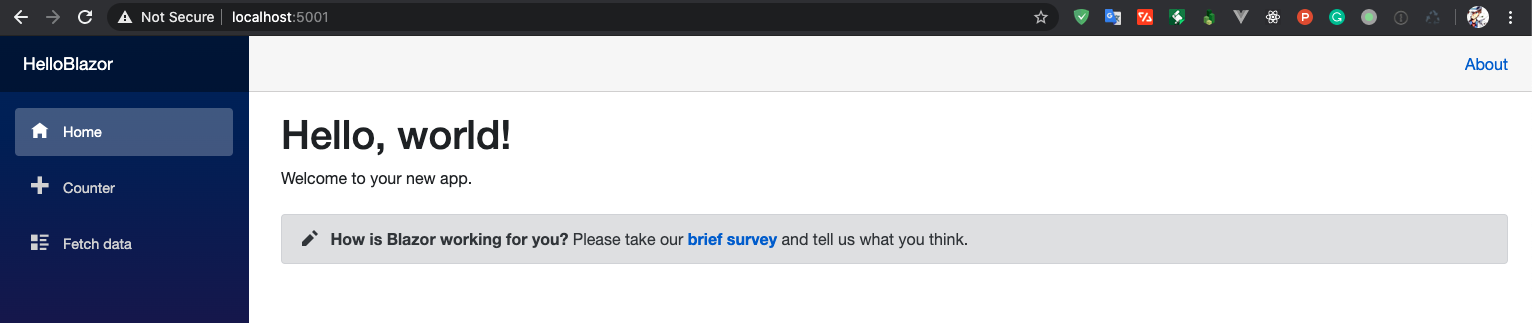 Not Secure | localhost:5001
HelloBlazor
About
Home
Counter
Fetch data
Hello, world!
Welcome to your new app.
How is Blazor working for you? Please take our brief survey and tell us what you think.